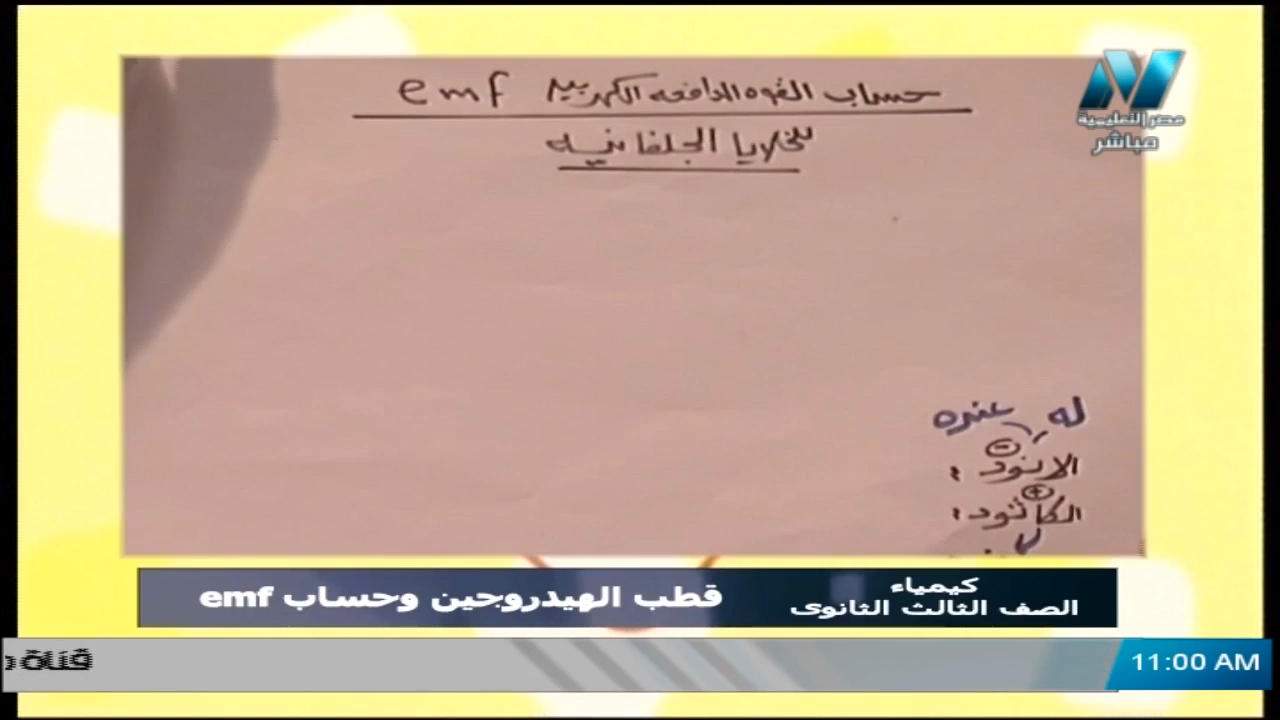 حساب القوه الدافعه الكهربيه emf
للخلايا الجلفانيه
مصر التعليمية
مباشر
له عنده
⊖
الانود :
⊕
الكاثود :
كيمياء
الصف الثالث الثانوى
قطب الهيدروجين وحساب emf
قناة
11:00 AM